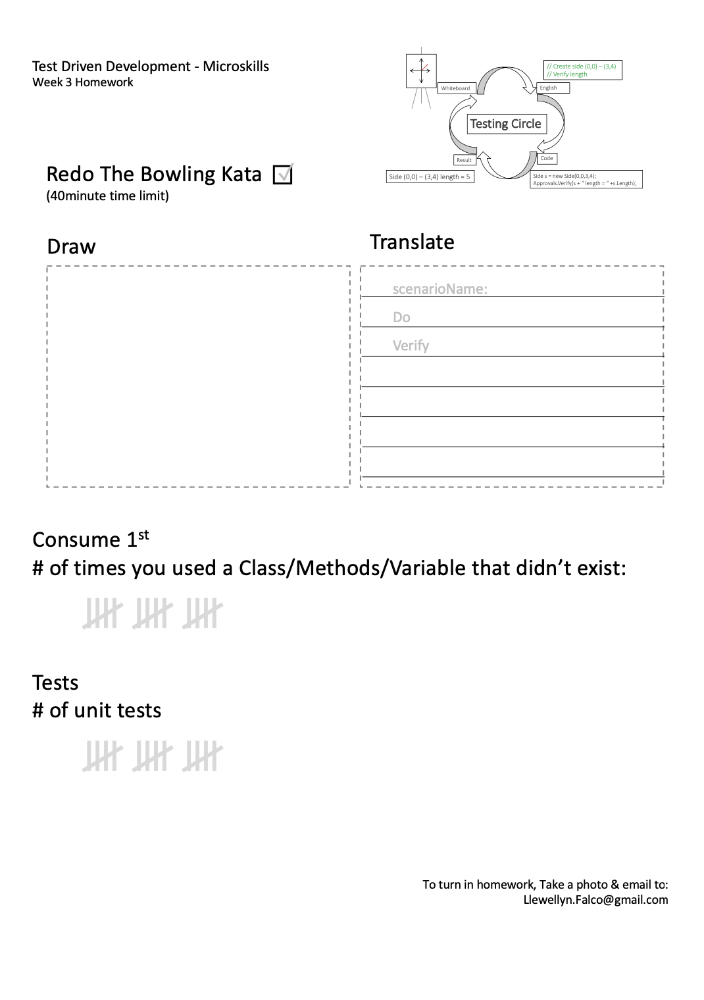 Test Driven Development - Microskills
Week 3 Homework
// Create side (0,0) – (3,4)
// Verify length
Whiteboard
English
Testing Circle
Result
Code
Side (0,0) – (3,4) length = 5
Side s = new Side(0,0,3,4);
Approvals.Verify(s + “ length = ” +s.Length);
Redo The Bowling Kata
(40minute time limit)
Draw
Translate
scenarioName:
Do
Verify
Consume 1st
# of times you used a Class/Methods/Variable that didn’t exist:
Tests
# of unit tests
To turn in homework, Take a photo & email to:
Llewellyn.Falco@gmail.com